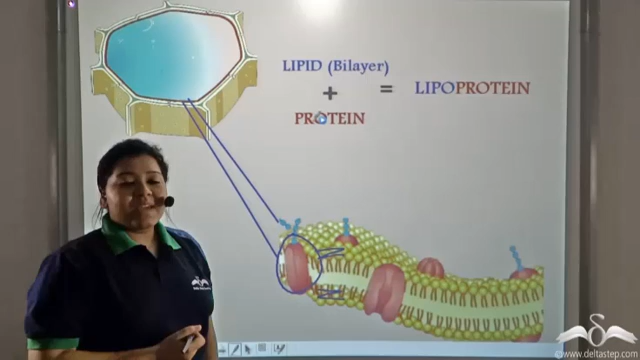 LIPID (Bilayer)
+ = LIPOPROTEIN
PROTEIN
©www.deltastep.com